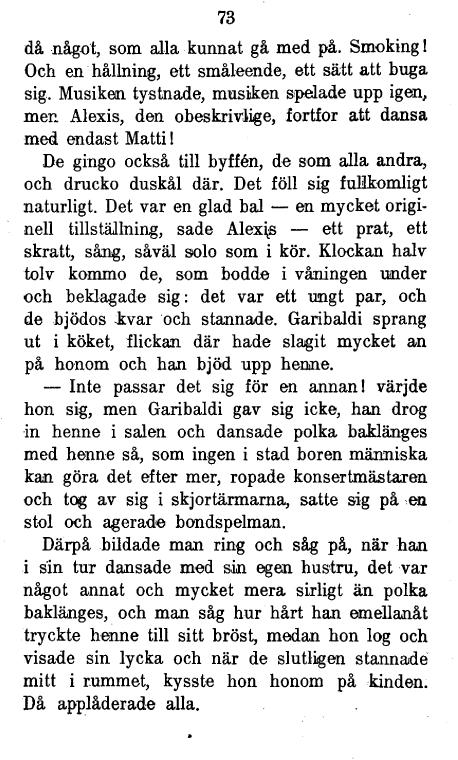 73
då något, som alla kunnat gå med på. Smoking!
Och en hållning, ett småleende, ett sätt att buga
sig. Musiken tystnade, musiken spelade upp igen,
men Alexis, den obeskrivlige, fortfor att dansa
med endast Matti!
De gingo också till byffén, de som alla andra,
och drucko duskål där. Det föll sig fullkomligt
naturligt. Det var en glad bal — en mycket origi-
nell tillställning, sade Alexis — ett prat, ett
skratt, sång, såväl solo som i kör. Klockan halv
tolv kommo de, som bodde i våningen under
och beklagade sig: det var ett ungt par, och
de bjödos kvar och stannade. Garibaldi sprang
ut i köket, flickan där hade slagit mycket an
på honom och han bjöd upp henne.
— Inte passar det sig för en annan! värjde
hon sig, men Garibaldi gav sig icke, han drog
in henne i salen och dansade polka baklänges
med henne så, som ingen i stad boren människa
kan göra det efter mer, ropade konsertmästaren
och tog av sig i skjortärmarna, satte sig på en
stol och agerade bondspelman.
Därpå bildade man ring och såg på, när han
i sin tur dansade med sin egen hustru, det var
något annat och mycket mera sirligt än polka
baklänges, och man såg hur hårt han emellanåt
tryckte henne till sitt bröst, medan hon log och
visade sin lycka och när de slutligen stannade
mitt i rummet, kysste hon honom på kinden.
Då applåderade alla.